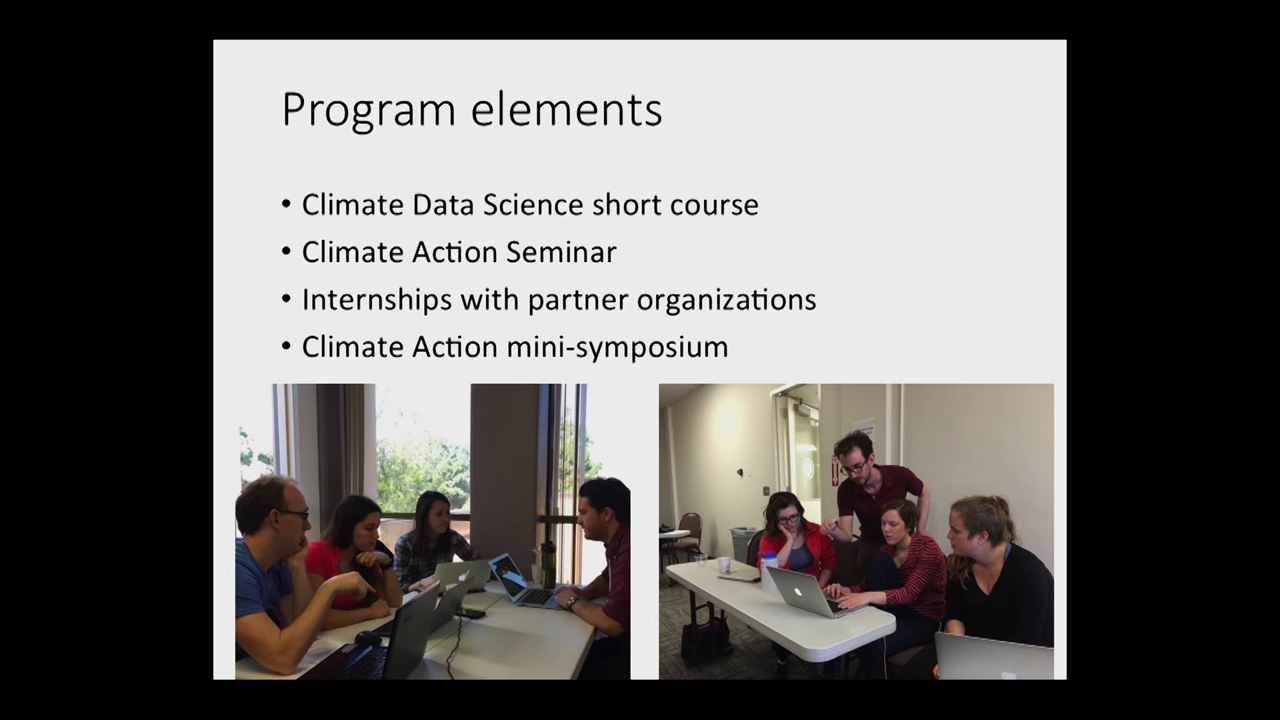 Program elements
• Climate Data Science short course
• Climate Action Seminar
• Internships with partner organizations
• Climate Action mini-symposium